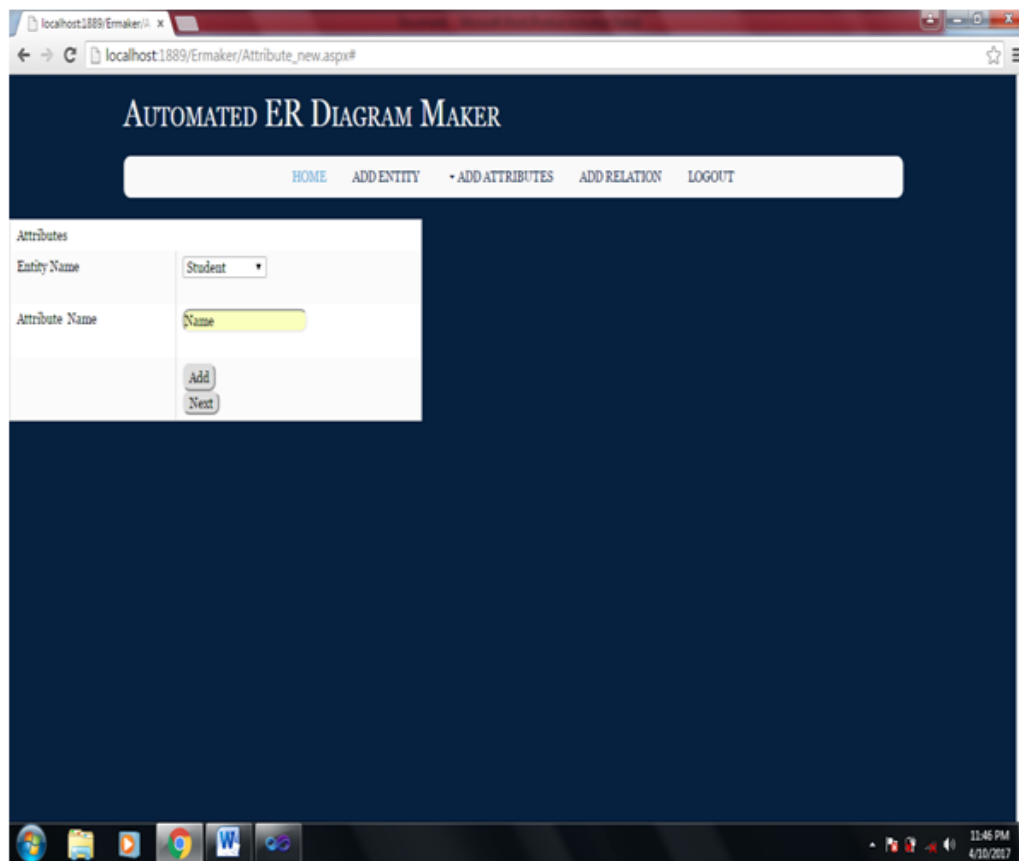 localhost:1889/Ermaker/A
localhost:1889/Ermaker/Attribute_new.aspx#
AUTOMATED ER DIAGRAM MAKER
HOME ADD ENTITY ADD ATTRIBUTES ADD RELATION LOGOUT
Attributes
Entity Name Student
Attribute Name Name
Add
Next
11:46 PM
4/10/2017